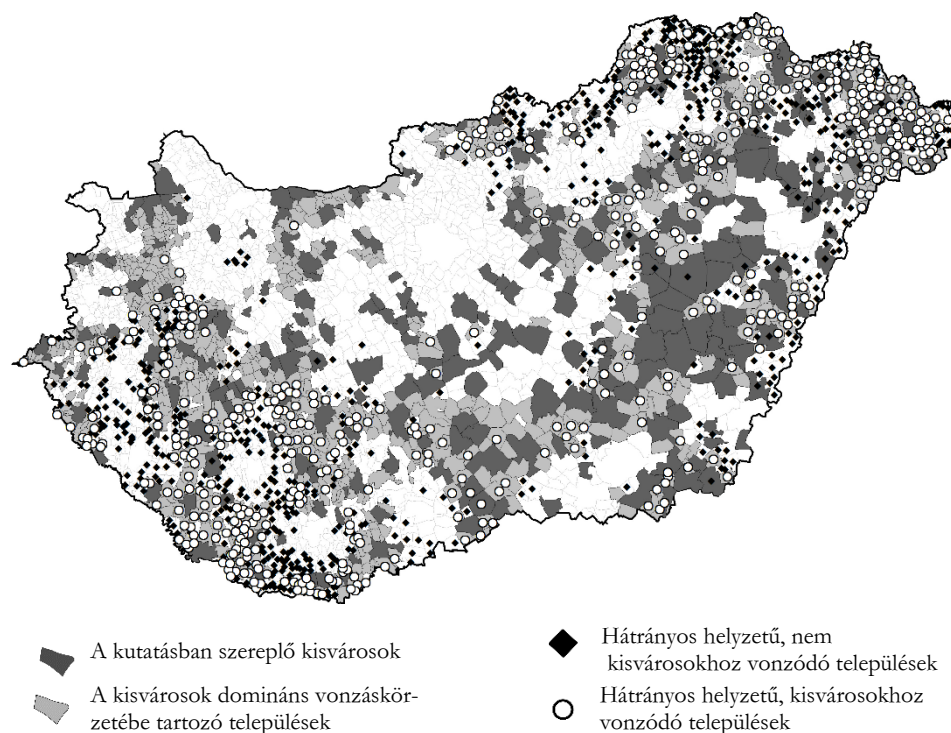 A kutatásban szereplő kisvárosok
A kisvárosok domináns vonzáskör-
zetébe tartozó települések
Hátrányos helyzetű, nem
kisvárosokhoz vonzódó települések
Hátrányos helyzetű, kisvárosokhoz
vonzódó települések